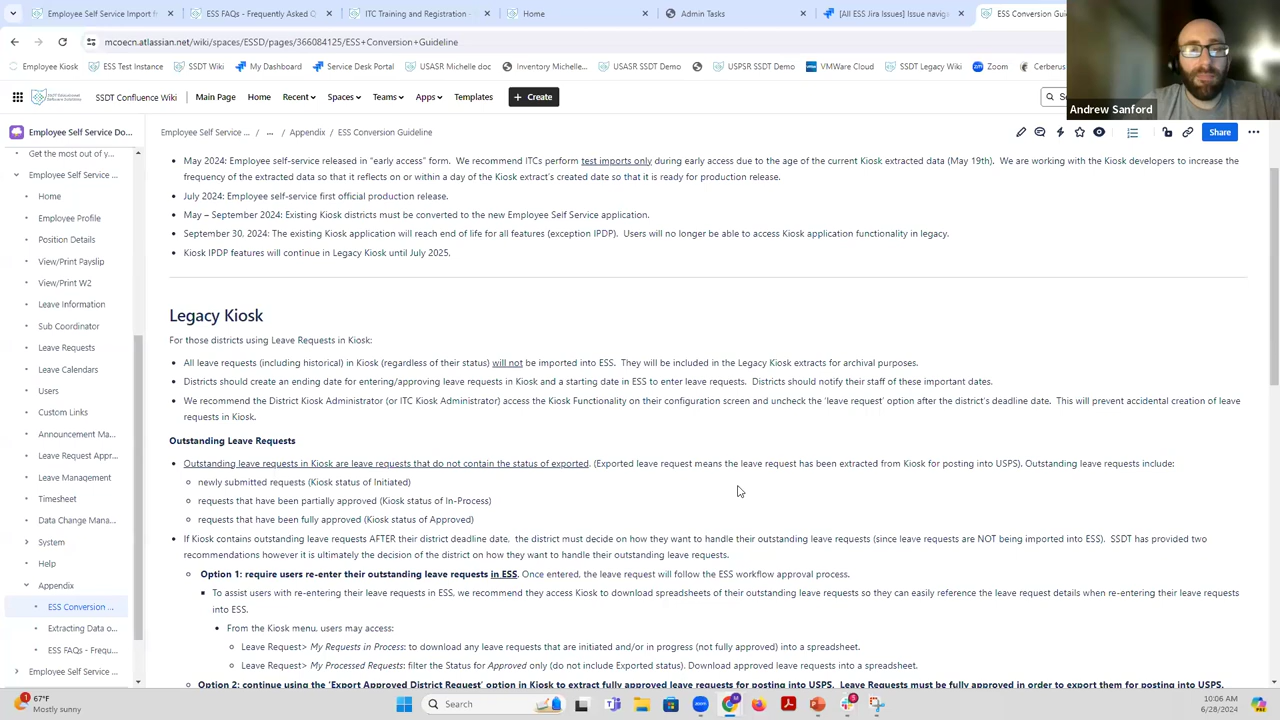 Employee Self Service Import fr
ESS FAQs - Frequently Asked Q
ITC Training and Registration -
Home
Admin Tasks
[All ESS Jira Issues] Issue navig
ESS Conversion Guideline
mcoecn.atlassian.net/wiki/spaces/ESSD/pages/366084125/ESS+Conversion+Guideline
Employee Kiosk
ESS Test Instance
SSDT Wiki
My Dashboard
Service Desk Portal
USASR Michelle doc
Inventory Michelle...
USASR SSDT Demo
USPSR SSDT Demo
VMWare Cloud
SSDT Legacy Wiki
Zoom
Cerberus
Andrew Sanford
SSDT Confluence Wiki
Main Page
Home
Recent
Spaces
Teams
Apps
Templates
+ Create
Employee Self Service Do...
Employee Self Service ... / ... / Appendix / ESS Conversion Guideline
Share
Get the most out of y...
Employee Self Service ...
Home
Employee Profile
Position Details
View/Print Payslip
View/Print W2
Leave Information
Sub Coordinator
Leave Requests
Leave Calendars
Users
Custom Links
Announcement Ma...
Leave Request Appr...
Leave Management
Timesheet
Data Change Mana...
System
Help
Appendix
ESS Conversion ...
Extracting Data o...
ESS FAQs - Frequ...
Employee Self Service ...
• May 2024: Employee self-service released in “early access” form. We recommend ITCs perform test imports only during early access due to the age of the current Kiosk extracted data (May 19th). We are working with the Kiosk developers to increase the
frequency of the extracted data so that it reflects on or within a day of the Kiosk extract's created date so that it is ready for production release.
• July 2024: Employee self-service first official production release.
• May – September 2024: Existing Kiosk districts must be converted to the new Employee Self Service application.
• September 30, 2024: The existing Kiosk application will reach end of life for all features (exception IPDP). Users will no longer be able to access Kiosk application functionality in legacy.
• Kiosk IPDP features will continue in Legacy Kiosk until July 2025.
Legacy Kiosk
For those districts using Leave Requests in Kiosk:
• All leave requests (including historical) in Kiosk (regardless of their status) will not be imported into ESS. They will be included in the Legacy Kiosk extracts for archival purposes.
• Districts should create an ending date for entering/approving leave requests in Kiosk and a starting date in ESS to enter leave requests. Districts should notify their staff of these important dates.
• We recommend the District Kiosk Administrator (or ITC Kiosk Administrator) access the Kiosk Functionality on their configuration screen and uncheck the 'leave request' option after the district's deadline date. This will prevent accidental creation of leave
requests in Kiosk.
Outstanding Leave Requests
• Outstanding leave requests in Kiosk are leave requests that do not contain the status of exported. (Exported leave request means the leave request has been extracted from Kiosk for posting into USPS). Outstanding leave requests include:
◦ newly submitted requests (Kiosk status of Initiated)
◦ requests that have been partially approved (Kiosk status of In-Process)
◦ requests that have been fully approved (Kiosk status of Approved)
• If Kiosk contains outstanding leave requests AFTER their district deadline date, the district must decide on how they want to handle their outstanding leave requests (since leave requests are NOT being imported into ESS). SSDT has provided two
recommendations however it is ultimately the decision of the district on how they want to handle their outstanding leave requests.
◦ Option 1: require users re-enter their outstanding leave requests in ESS. Once entered, the leave request will follow the ESS workflow approval process.
▪ To assist users with re-entering their leave requests in ESS, we recommend they access Kiosk to download spreadsheets of their outstanding leave requests so they can easily reference the leave request details when re-entering their leave requests
into ESS.
• From the Kiosk menu, users may access:
◦ Leave Request> My Requests in Process: to download any leave requests that are initiated and/or in progress (not fully approved) into a spreadsheet.
◦ Leave Request> My Processed Requests: filter the Status for Approved only (do not include Exported status). Download approved leave requests into a spreadsheet.
Option 2: continue using the 'Export Approved District Request' option in Kiosk to extract fully approved leave requests for posting into USPS. Leave Requests must be fully approved in order to export them for posting into USPS.
67°F
Mostly sunny
Search
10:06 AM
6/28/2024